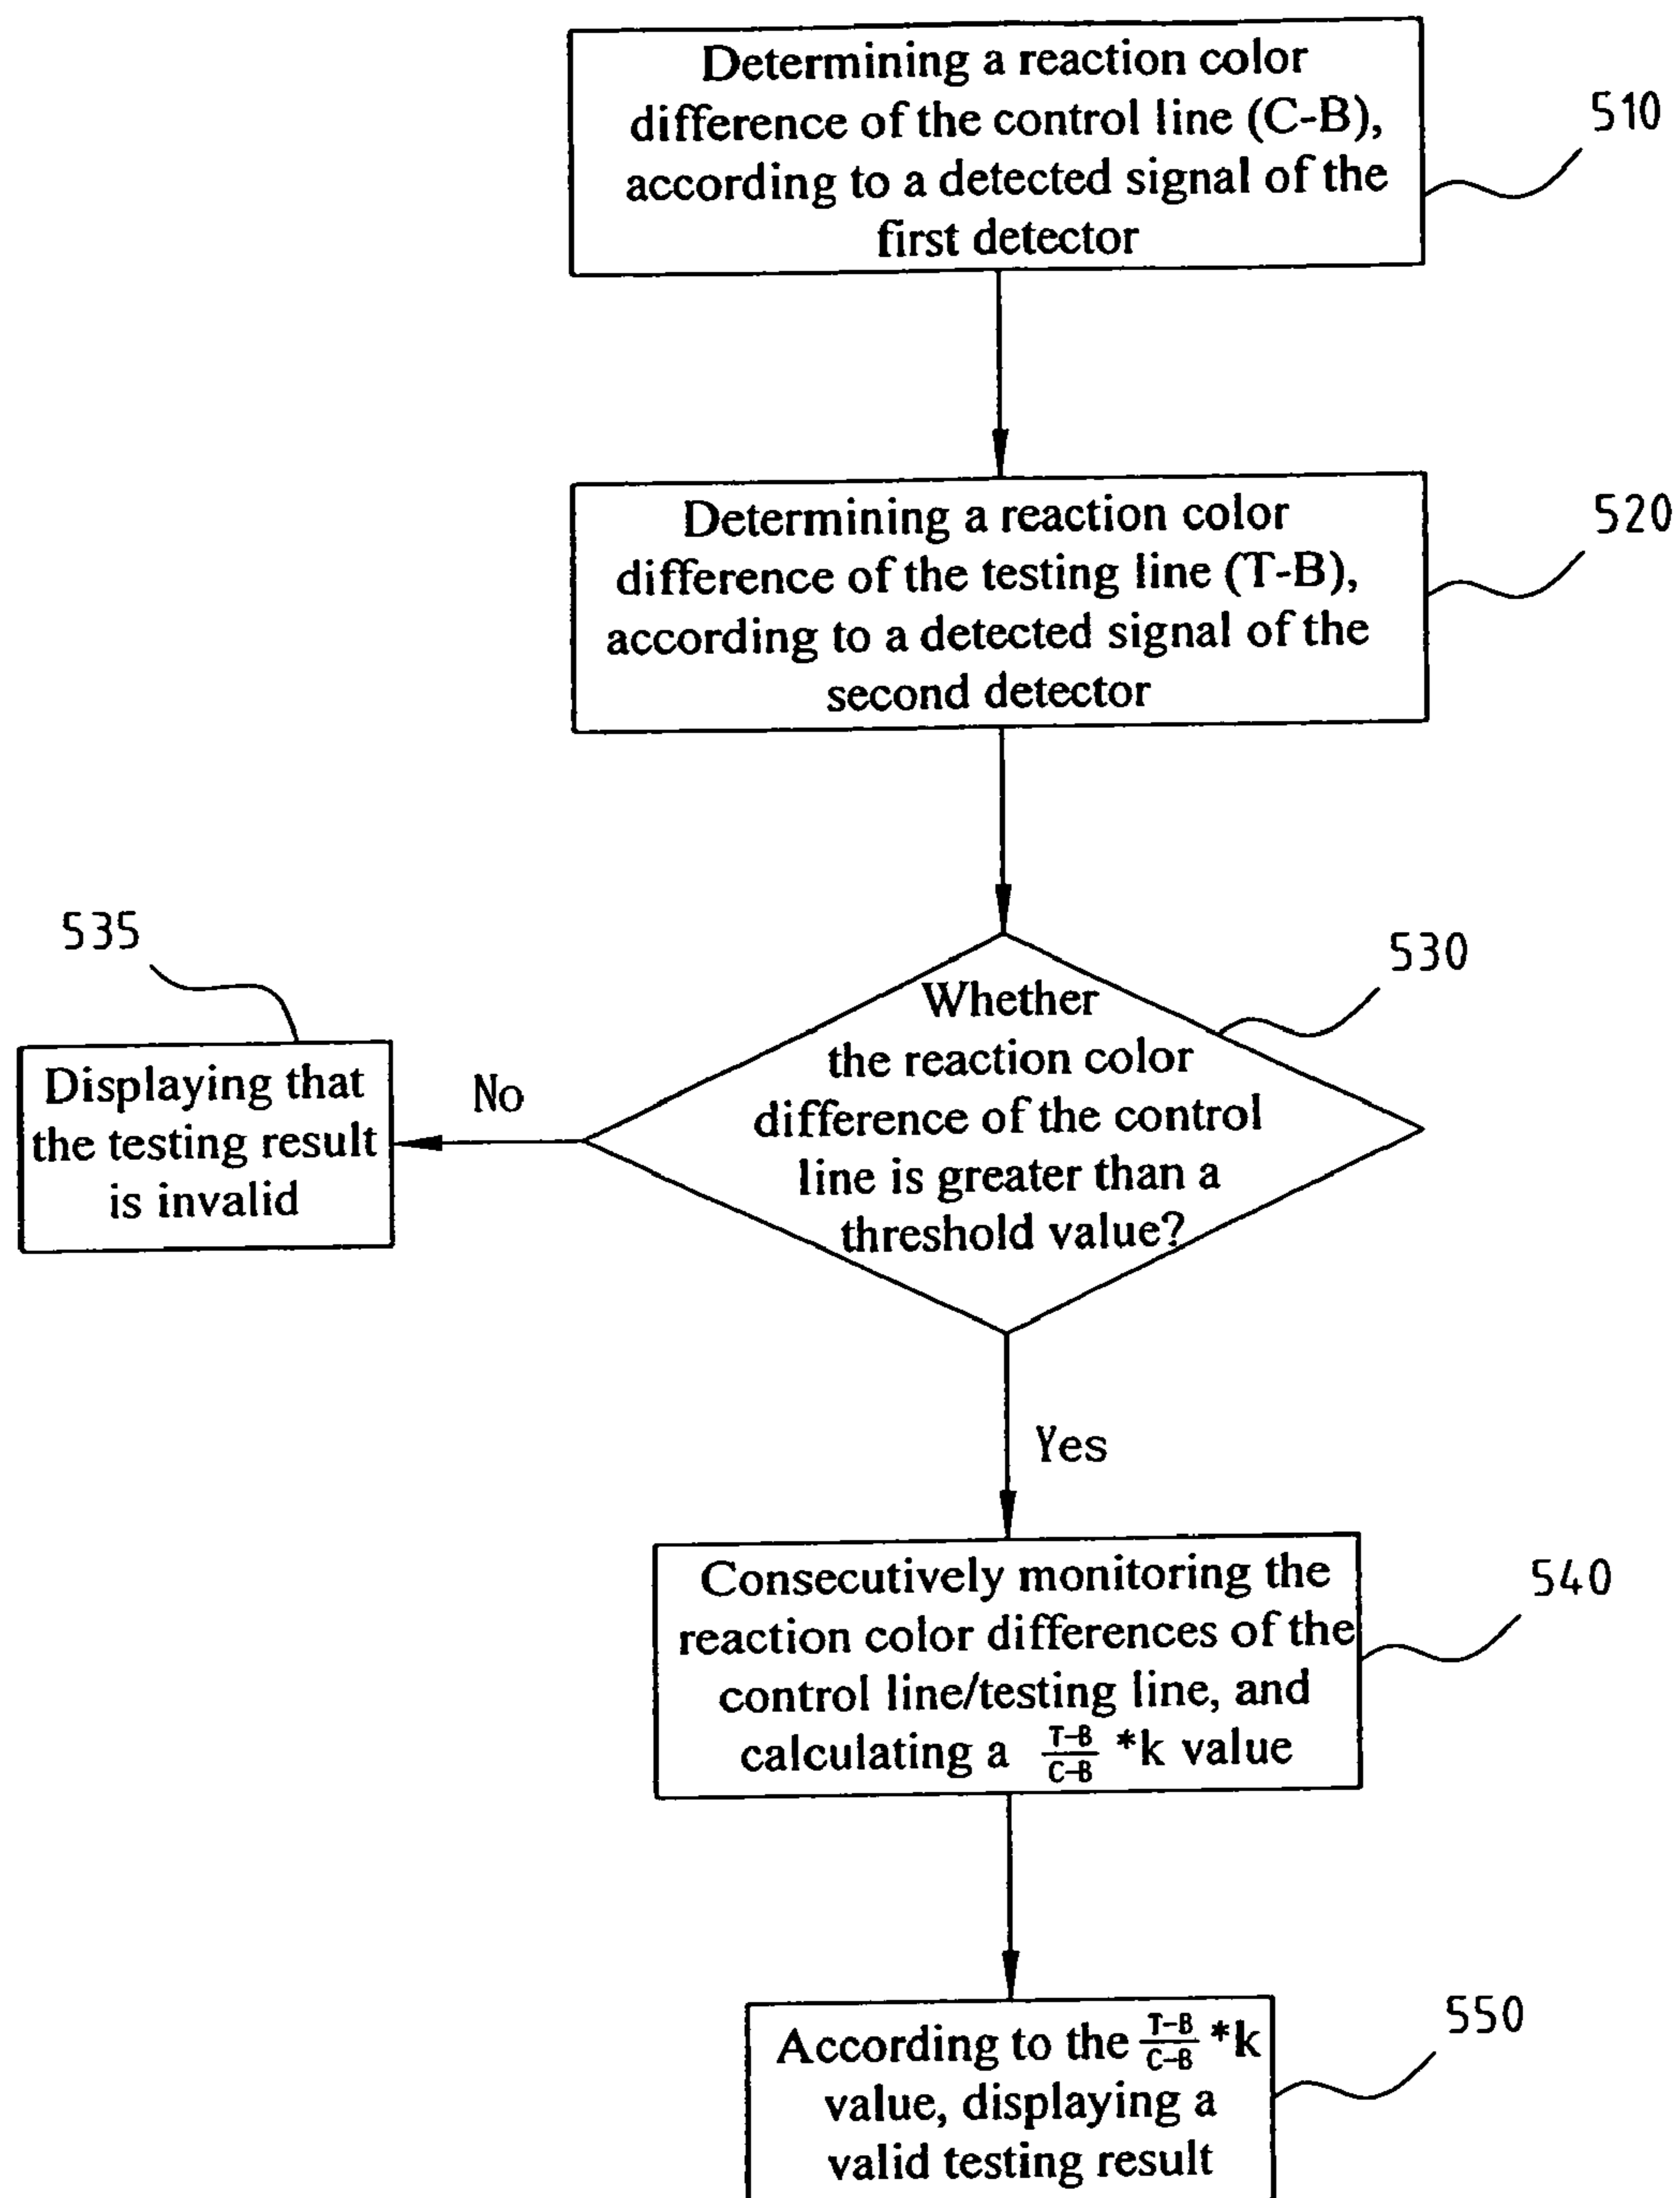 Determining a reaction color
difference of the control line (C-B),
according to a detected signal of the
first detector
510
Determining a reaction color
difference of the testing line (T-B),
according to a detected signal of the
second detector
520
Whether
the reaction color
difference of the control
line is greater than a
threshold value?
530
No
535
Displaying that
the testing result
is invalid
Yes
Consecutively monitoring the
reaction color differences of the
control line/testing line, and
calculating a T-B/C-B *k value
540
According to the T-B/C-B *k
value, displaying a
valid testing result
550